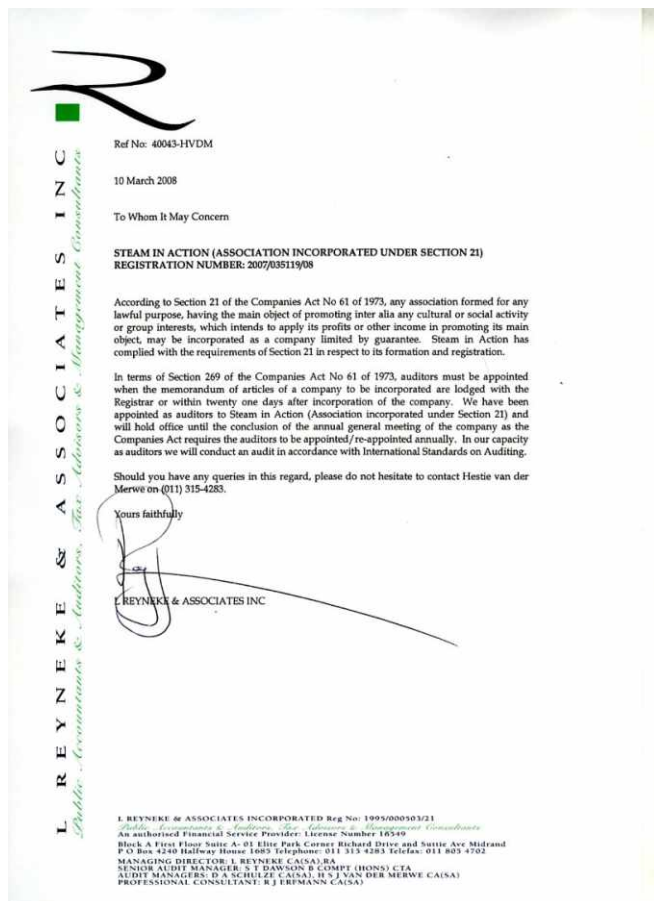 Ref No: 40043-HVDM
10 March 2008
To Whom It May Concern
STEAM IN ACTION (ASSOCIATION INCORPORATED UNDER SECTION 21)
REGISTRATION NUMBER: 2007/035119/08
According to Section 21 of the Companies Act No 61 of 1973, any association formed for any
lawful purpose, having the main object of promoting inter alia any cultural or social activity
or group interests, which intends to apply its profits or other income in promoting its main
object, may be incorporated as a company limited by guarantee. Steam in Action has
complied with the requirements of Section 21 in respect to its formation and registration.
In terms of Section 269 of the Companies Act No 61 of 1973, auditors must be appointed
when the memorandum of articles of a company to be incorporated are lodged with the
Registrar or within twenty one days after incorporation of the company. We have been
appointed as auditors to Steam in Action (Association incorporated under Section 21) and
will hold office until the conclusion of the annual general meeting of the company as the
Companies Act requires the auditors to be appointed/re-appointed annually. In our capacity
as auditors we will conduct an audit in accordance with International Standards on Auditing.
Should you have any queries in this regard, please do not hesitate to contact Hestie van der
Merwe on (011) 315-4283.
Yours faithfully
L REYNEKE & ASSOCIATES INC
L REYNEKE & ASSOCIATES INC
Public Accountants & Auditors, Tax Advisors & Management Consultants
L REYNEKE & ASSOCIATES INCORPORATED Reg No: 1995/000503/21
Public Accountants & Auditors, Tax Advisors & Management Consultants
An authorised Financial Service Provider: License Number 16549
Block A First Floor Suite A- 01 Elite Park Corner Richard Drive and Suttie Ave Midrand
P O Box 4240 Halfway House 1685 Telephone: 011 315 4283 Telefax: 011 805 4702
MANAGING DIRECTOR: L REYNEKE CA(SA),RA
SENIOR AUDIT MANAGER: S T DAWSON B COMPT (HONS) CTA
AUDIT MANAGERS: D A SCHULZE CA(SA), H S J VAN DER MERWE CA(SA)
PROFESSIONAL CONSULTANT: R J ERFMANN CA(SA)